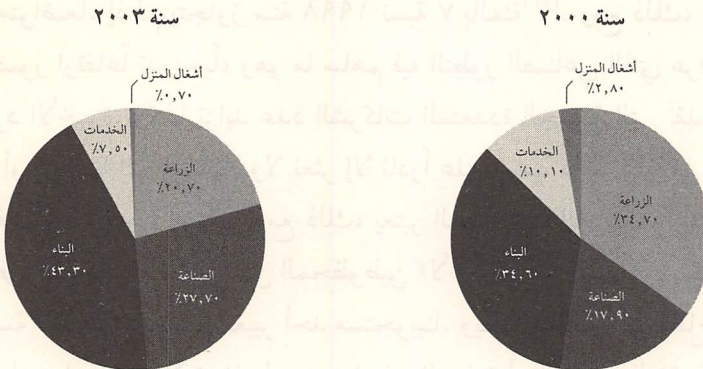 سنة ٢٠٠٠
أشغال المنزل
٪٢,٨٠
الخدمات
٪١٠,١٠
الزراعة
٪٣٤,٧٠
البناء
٪٣٤,٦٠
الصناعة
٪١٧,٩٠
سنة ٢٠٠٣
أشغال المنزل
٪٠,٧٠
الخدمات
٪٧,٥٠
الزراعة
٪٢٠,٧٠
البناء
٪٤٣,٣٠
الصناعة
٪٢٧,٧٠